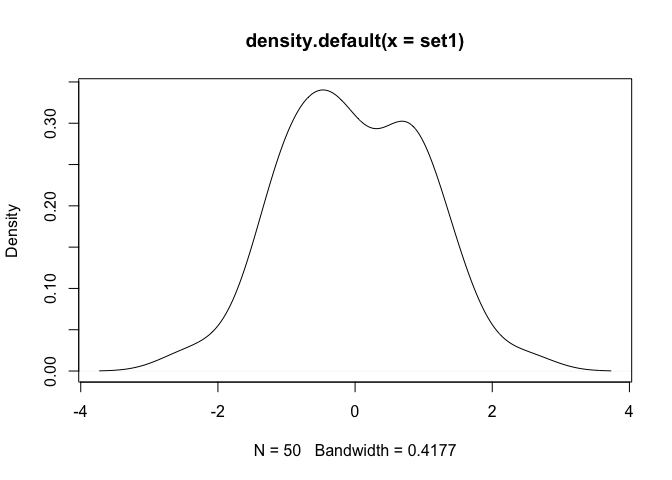 density.default(x = set1)
Density
0.30
0.20
0.10
0.00
-4 -2 0 2 4
N = 50 Bandwidth = 0.4177